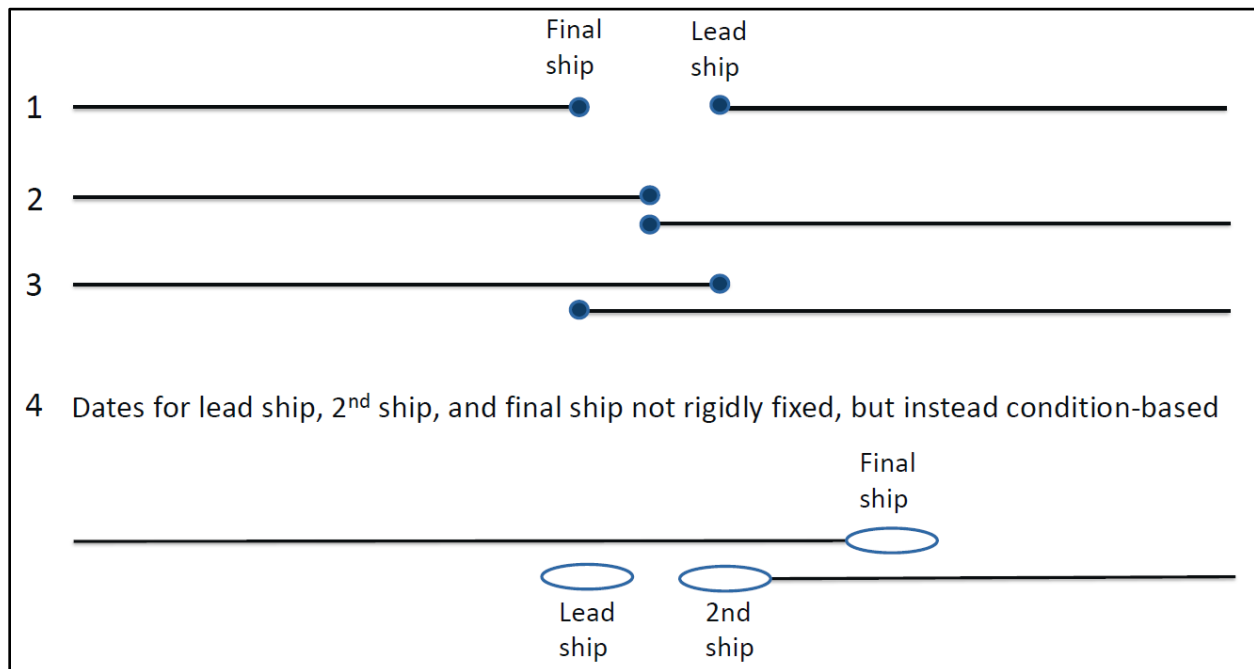 Final
ship
Lead
ship
1
2
3
4 Dates for lead ship, 2nd ship, and final ship not rigidly fixed, but instead condition-based
Final
ship
Lead
ship
2nd
ship